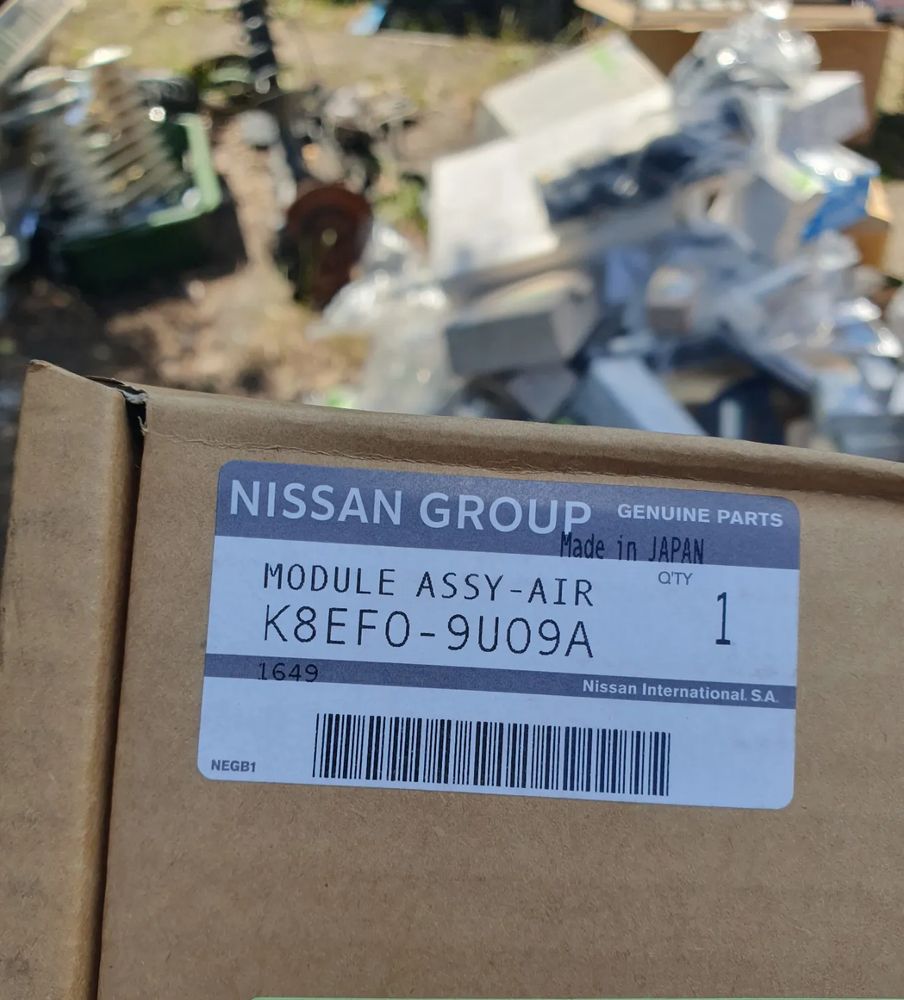 NISSAN GROUP GENUINE PARTS
Made in JAPAN
MODULE ASSY-AIR Q'TY
K8EF0-9U09A 1
1649
Nissan International. S.A.
NEGB1